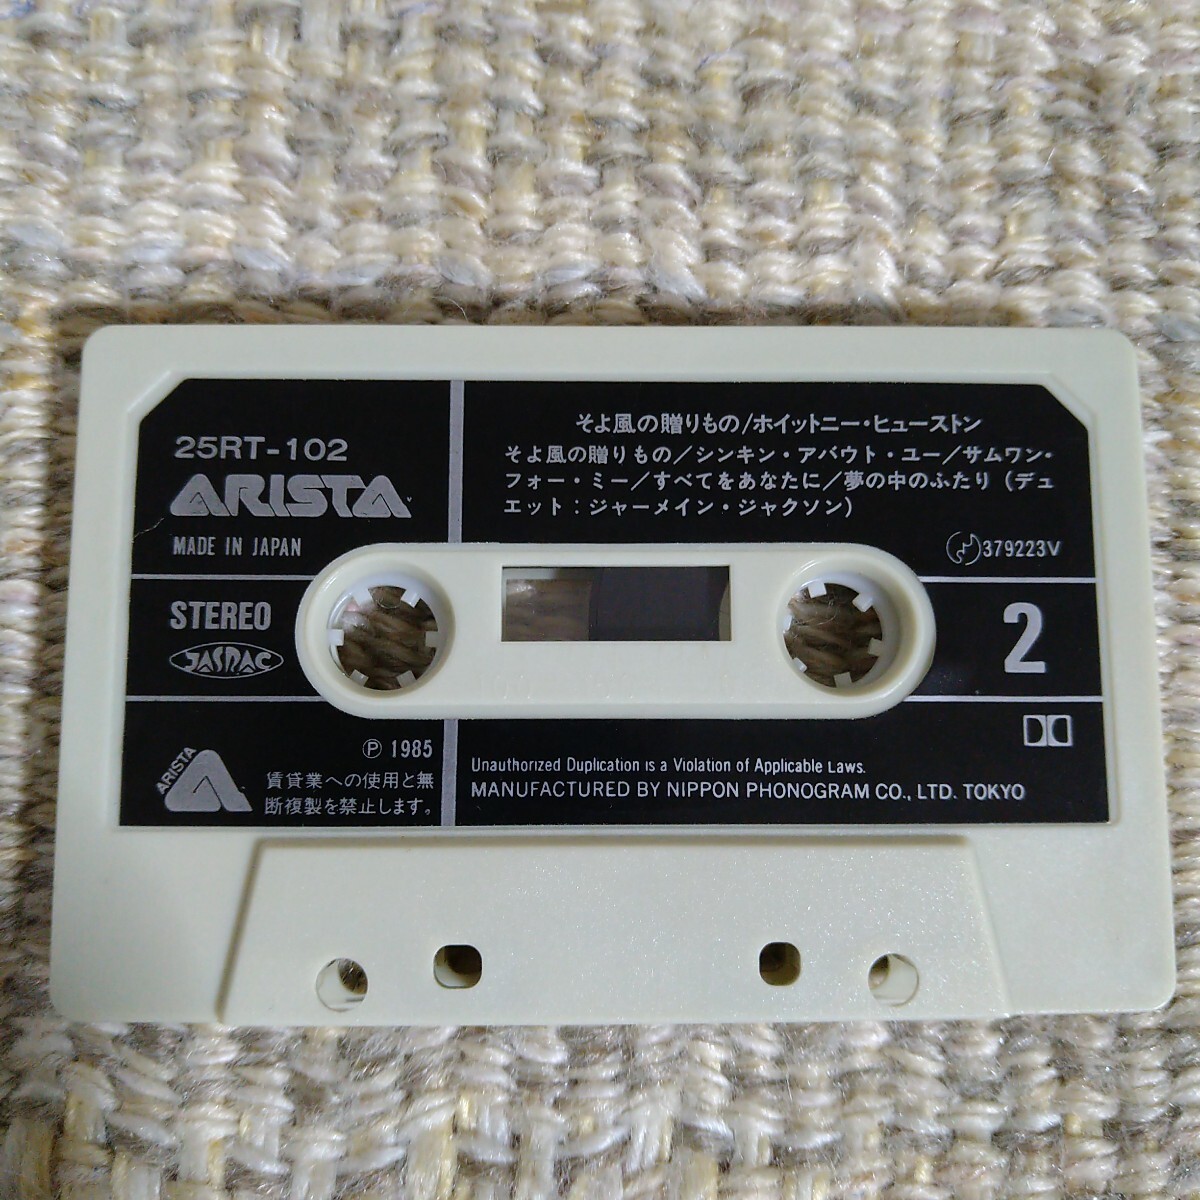 25RT-102
ARISTA
MADE IN JAPAN
そよ風の贈りもの/ホイットニー・ヒューストン
そよ風の贈りもの/シンキン・アバウト・ユー/サムワン・
フォー・ミー/すべてをあなたに/夢の中のふたり (デュ
エット:ジャーメイン・ジャクソン)
379223V
STEREO
JASRAC
2
ARISTA
Ⓟ 1985
賃貸業への使用と無
断複製を禁止します。
Unauthorized Duplication is a Violation of Applicable Laws.
MANUFACTURED BY NIPPON PHONOGRAM CO., LTD. TOKYO